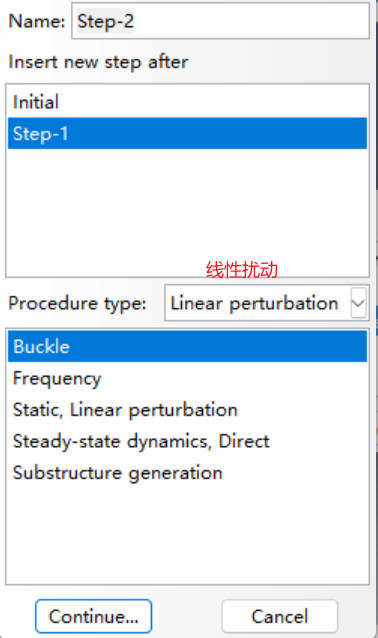 Name: Step-2
Insert new step after
Initial
Step-1
线性扰动
Procedure type: Linear perturbation
Buckle
Frequency
Static, Linear perturbation
Steady-state dynamics, Direct
Substructure generation
Continue... Cancel